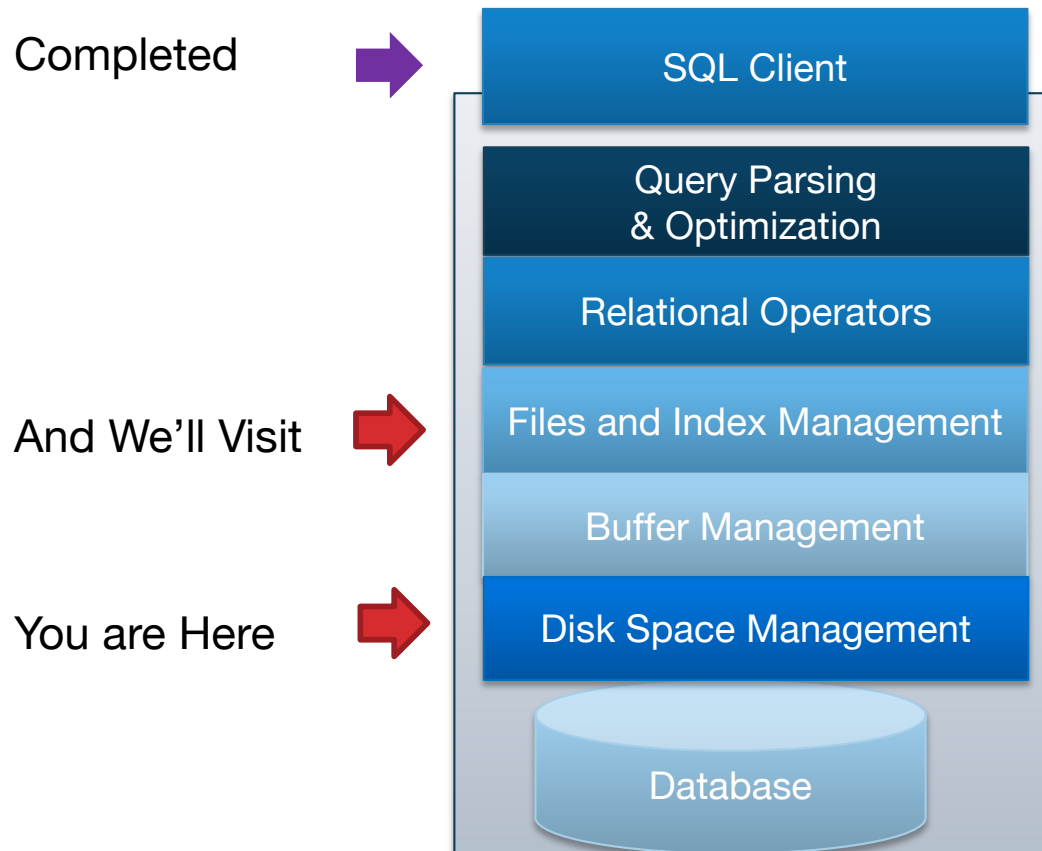 Completed
SQL Client
Query Parsing
& Optimization
Relational Operators
And We’ll Visit
Files and Index Management
Buffer Management
You are Here
Disk Space Management
Database